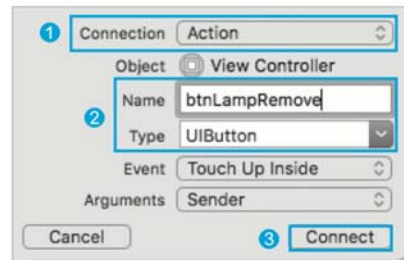 1 Connection Action
Object View Controller
2 Name btnLampRemove
Type UIButton
Event Touch Up Inside
Arguments Sender
Cancel 3 Connect